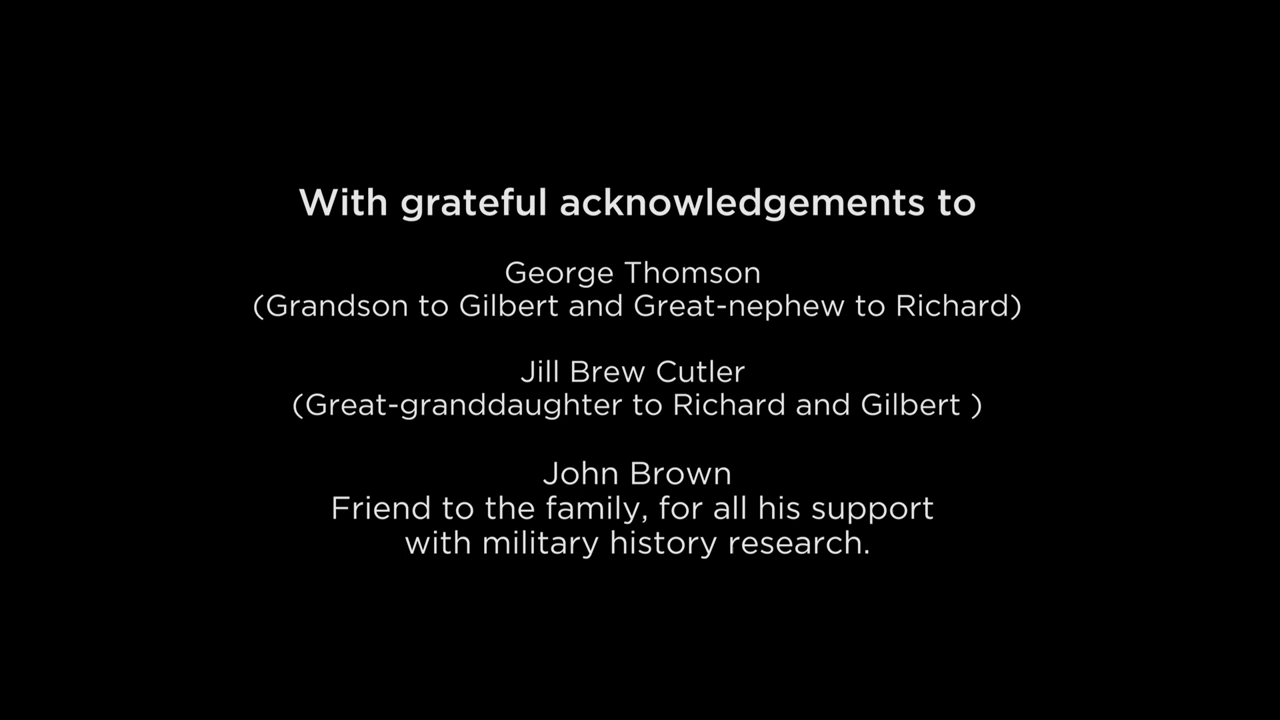 With grateful acknowledgements to
George Thomson
(Grandson to Gilbert and Great-nephew to Richard)
Jill Brew Cutler
(Great-granddaughter to Richard and Gilbert )
John Brown
Friend to the family, for all his support
with military history research.